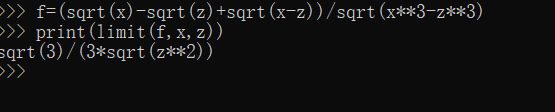 >>> f=(sqrt(x)-sqrt(z)+sqrt(x-z))/sqrt(x**3-z**3)
>>> print(limit(f,x,z))
sqrt(3)/(3*sqrt(z**2))
>>>